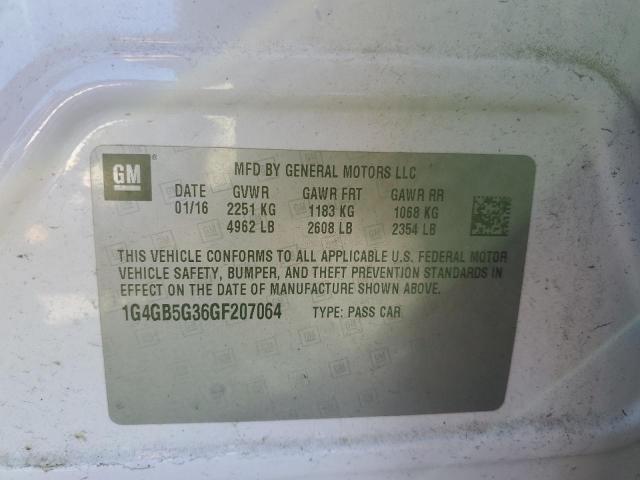 GM
MFD BY GENERAL MOTORS LLC
DATE GVWR GAWR FRT GAWR RR
01/16 2251 KG 1183 KG 1068 KG
4962 LB 2608 LB 2354 LB
THIS VEHICLE CONFORMS TO ALL APPLICABLE U.S. FEDERAL MOTOR
VEHICLE SAFETY, BUMPER, AND THEFT PREVENTION STANDARDS IN
EFFECT ON THE DATE OF MANUFACTURE SHOWN ABOVE.
1G4GB5G36GF207064 TYPE: PASS CAR